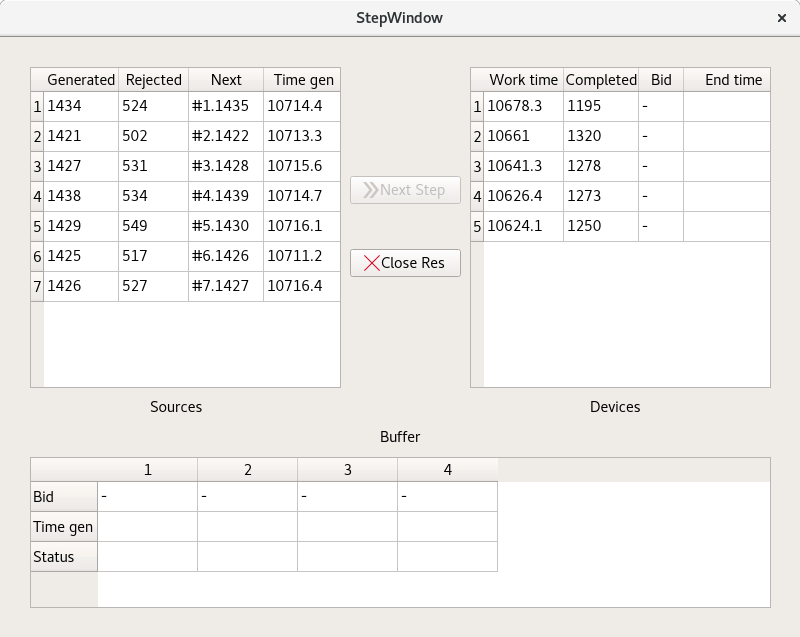 StepWindow ×
Generated Rejected Next Time gen
1 1434 524 #1.1435 10714.4
2 1421 502 #2.1422 10713.3
3 1427 531 #3.1428 10715.6
4 1438 534 #4.1439 10714.7
5 1429 549 #5.1430 10716.1
6 1425 517 #6.1426 10711.2
7 1426 527 #7.1427 10716.4
Sources
Next Step
Close Res
Work time Completed Bid End time
1 10678.3 1195 -
2 10661 1320 -
3 10641.3 1278 -
4 10626.4 1273 -
5 10624.1 1250 -
Devices
Buffer
1 2 3 4
Bid - - - -
Time gen
Status